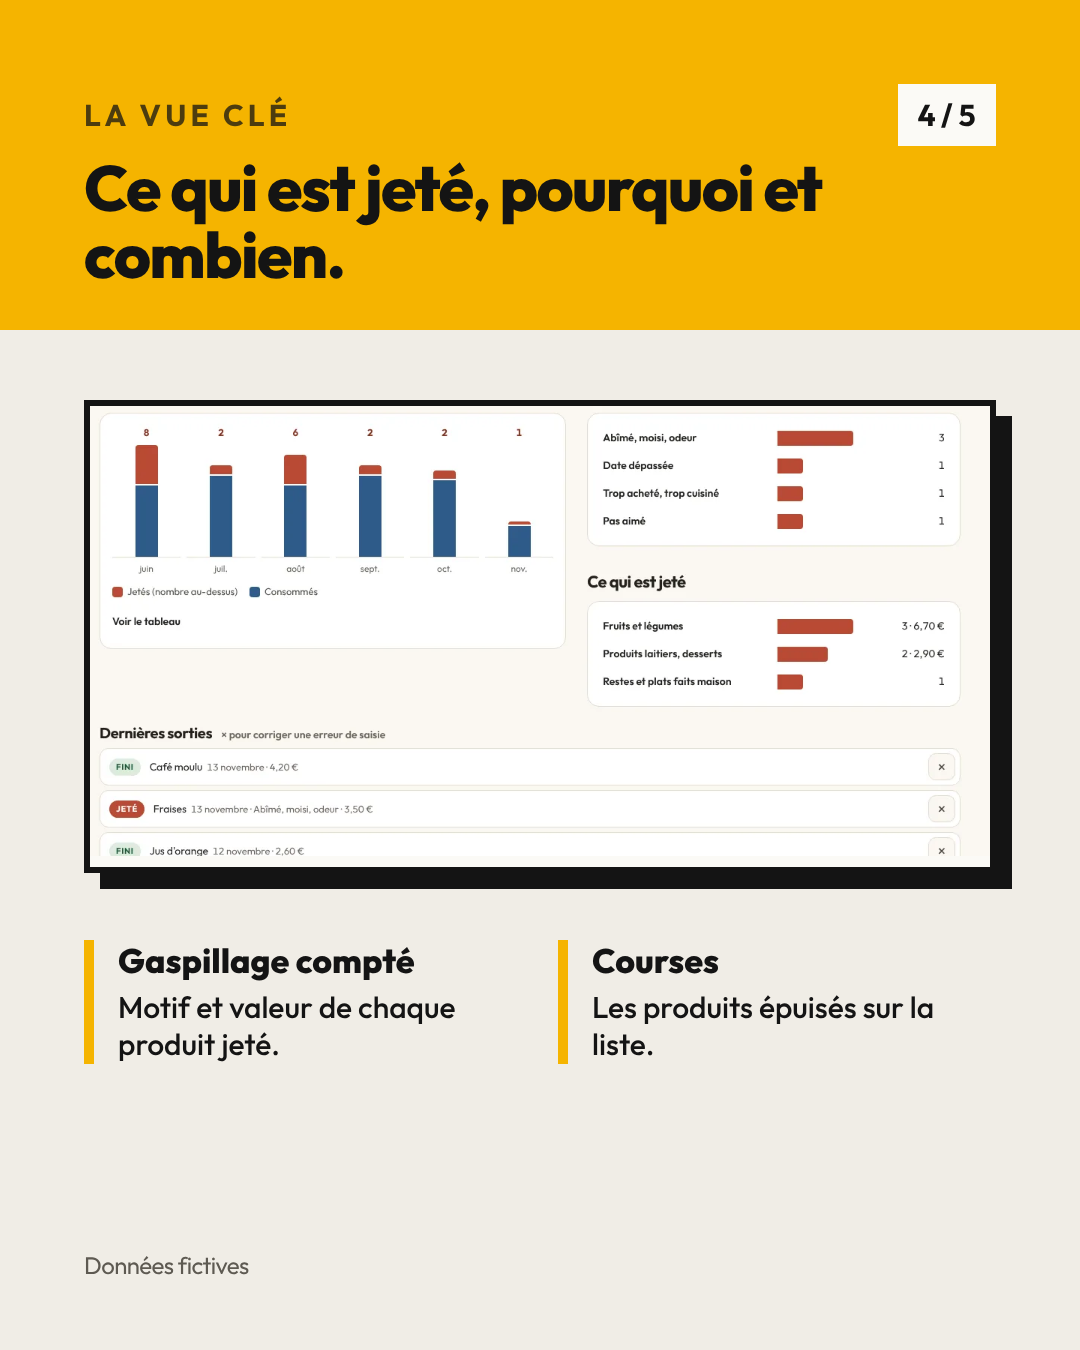 LA VUE CLÉ
4/5
Ce qui est jeté, pourquoi et
combien.
8 2 6 2 2 1
juin juil. août sept. oct. nov.
Jetés (nombre au-dessus) Consommés
Voir le tableau
Abîmé, moisi, odeur 3
Date dépassée 1
Trop acheté, trop cuisiné 1
Pas aimé 1
Ce qui est jeté
Fruits et légumes 3 · 6,70 €
Produits laitiers, desserts 2 · 2,90 €
Restes et plats faits maison 1
Dernières sorties × pour corriger une erreur de saisie
FINI Café moulu 13 novembre · 4,20 € ×
JETÉ Fraises 13 novembre · Abîmé, moisi, odeur · 3,50 € ×
FINI Jus d'orange 12 novembre · 2,60 € ×
Gaspillage compté
Motif et valeur de chaque
produit jeté.
Courses
Les produits épuisés sur la
liste.
Données fictives